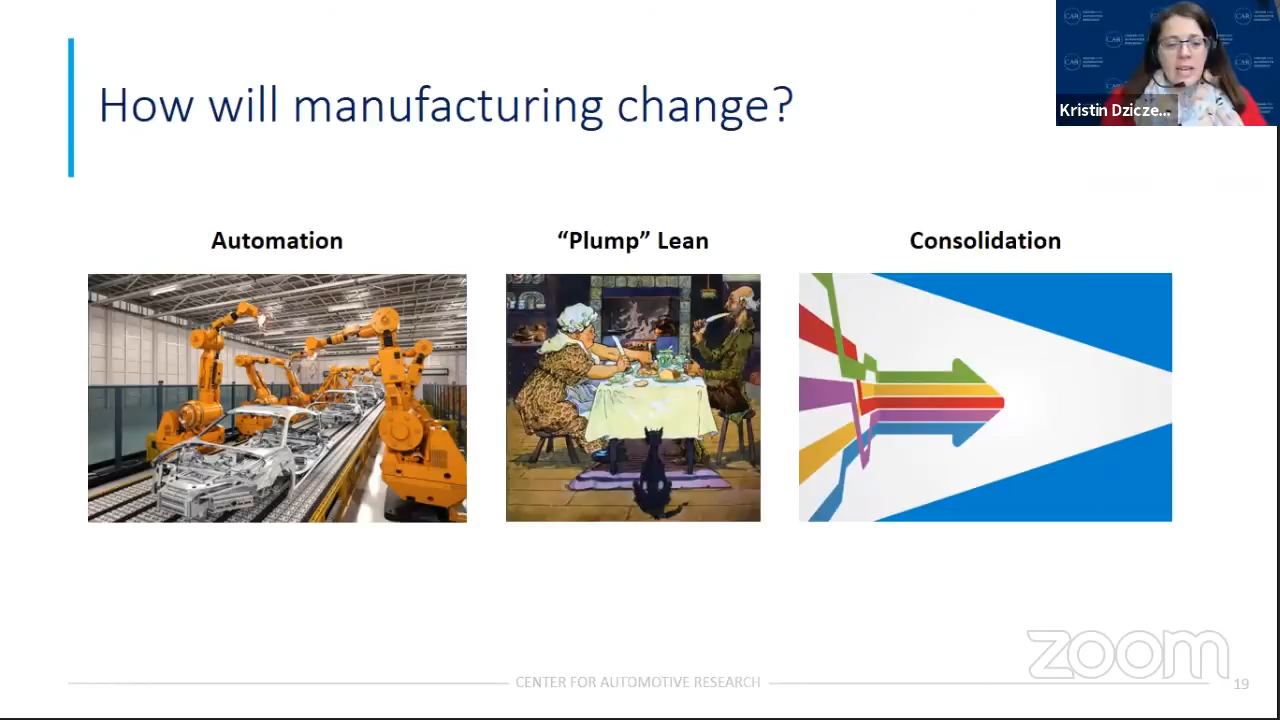 How will manufacturing change?
Kristin Dzicze...
Automation
“Plump” Lean
Consolidation
zoom
CENTER FOR AUTOMOTIVE RESEARCH
19